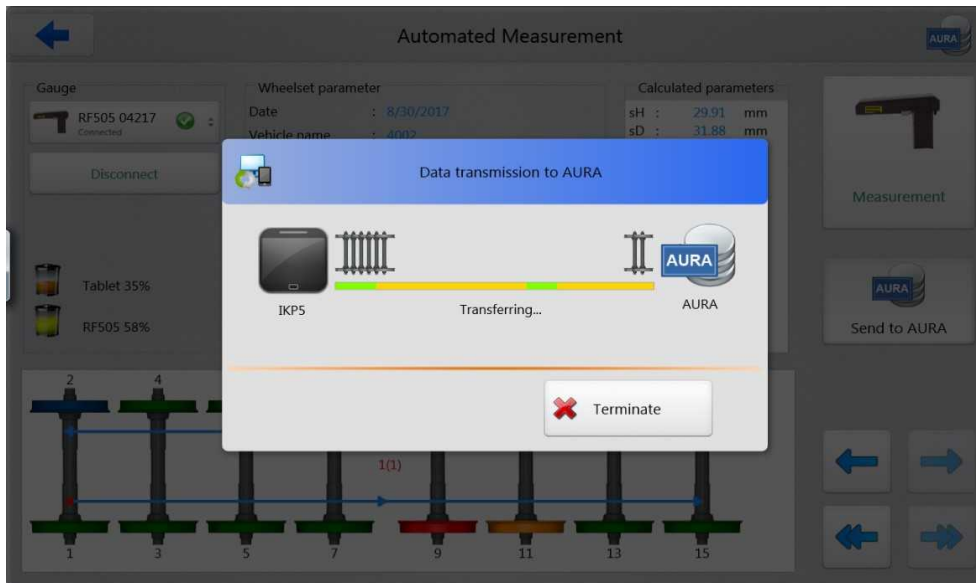 Automated Measurement
AURA
Gauge
RF505 04217
Connected
Disconnect
Tablet 35%
RF505 58%
Wheelset parameter
Date : 8/30/2017
Vehicle name : 4002
Calculated parameters
sH : 29.91 mm
sD : 31.88 mm
Measurement
AURA
Send to AURA
Data transmission to AURA
AURA
IKP5
Transferring...
AURA
Terminate
2 4
1(1)
1 3 5 7 9 11 13 15